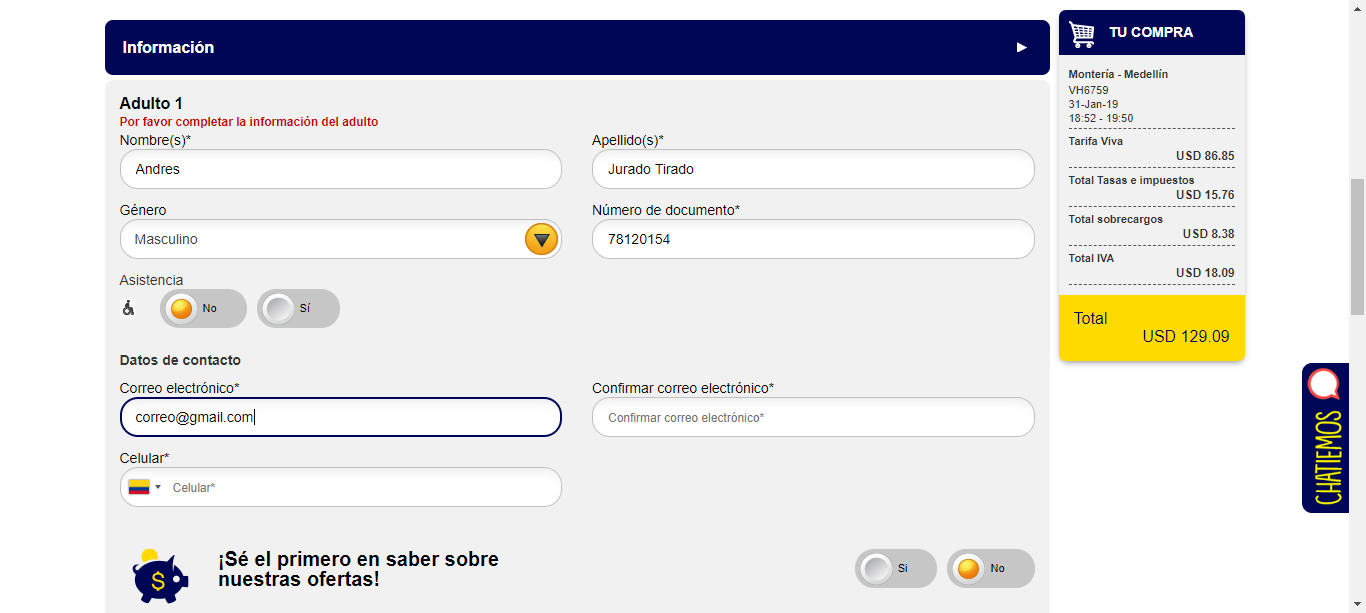 Información
Adulto 1
Por favor completar la información del adulto
Nombre(s)*
Apellido(s)*
Andres
Jurado Tirado
Género
Número de documento*
Masculino
78120154
Asistencia
No
Sí
Datos de contacto
Correo electrónico*
Confirmar correo electrónico*
correo@gmail.com
Confirmar correo electrónico*
Celular*
Celular*
¡Sé el primero en saber sobre
nuestras ofertas!
Si
No
TU COMPRA
Montería - Medellín
VH6759
31-Jan-19
18:52 - 19:50
Tarifa Viva
USD 86.85
Total Tasas e impuestos
USD 15.76
Total sobrecargos
USD 8.38
Total IVA
USD 18.09
Total
USD 129.09
CHATIEMOS